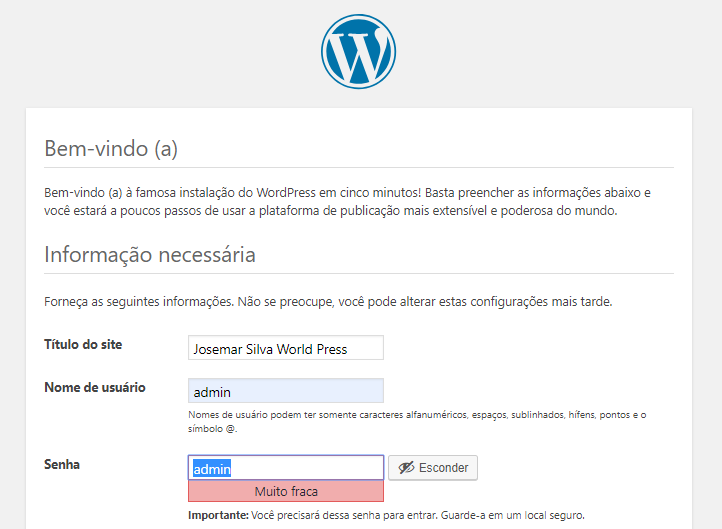 Bem-vindo (a)
Bem-vindo (a) à famosa instalação do WordPress em cinco minutos! Basta preencher as informações abaixo e
você estará a poucos passos de usar a plataforma de publicação mais extensível e poderosa do mundo.
Informação necessária
Forneça as seguintes informações. Não se preocupe, você pode alterar estas configurações mais tarde.
Título do site
Josemar Silva World Press
Nome de usuário
admin
Nomes de usuário podem ter somente caracteres alfanuméricos, espaços, sublinhados, hífens, pontos e o
símbolo @.
Senha
admin
Esconder
Muito fraca
Importante: Você precisará dessa senha para entrar. Guarde-a em um local seguro.